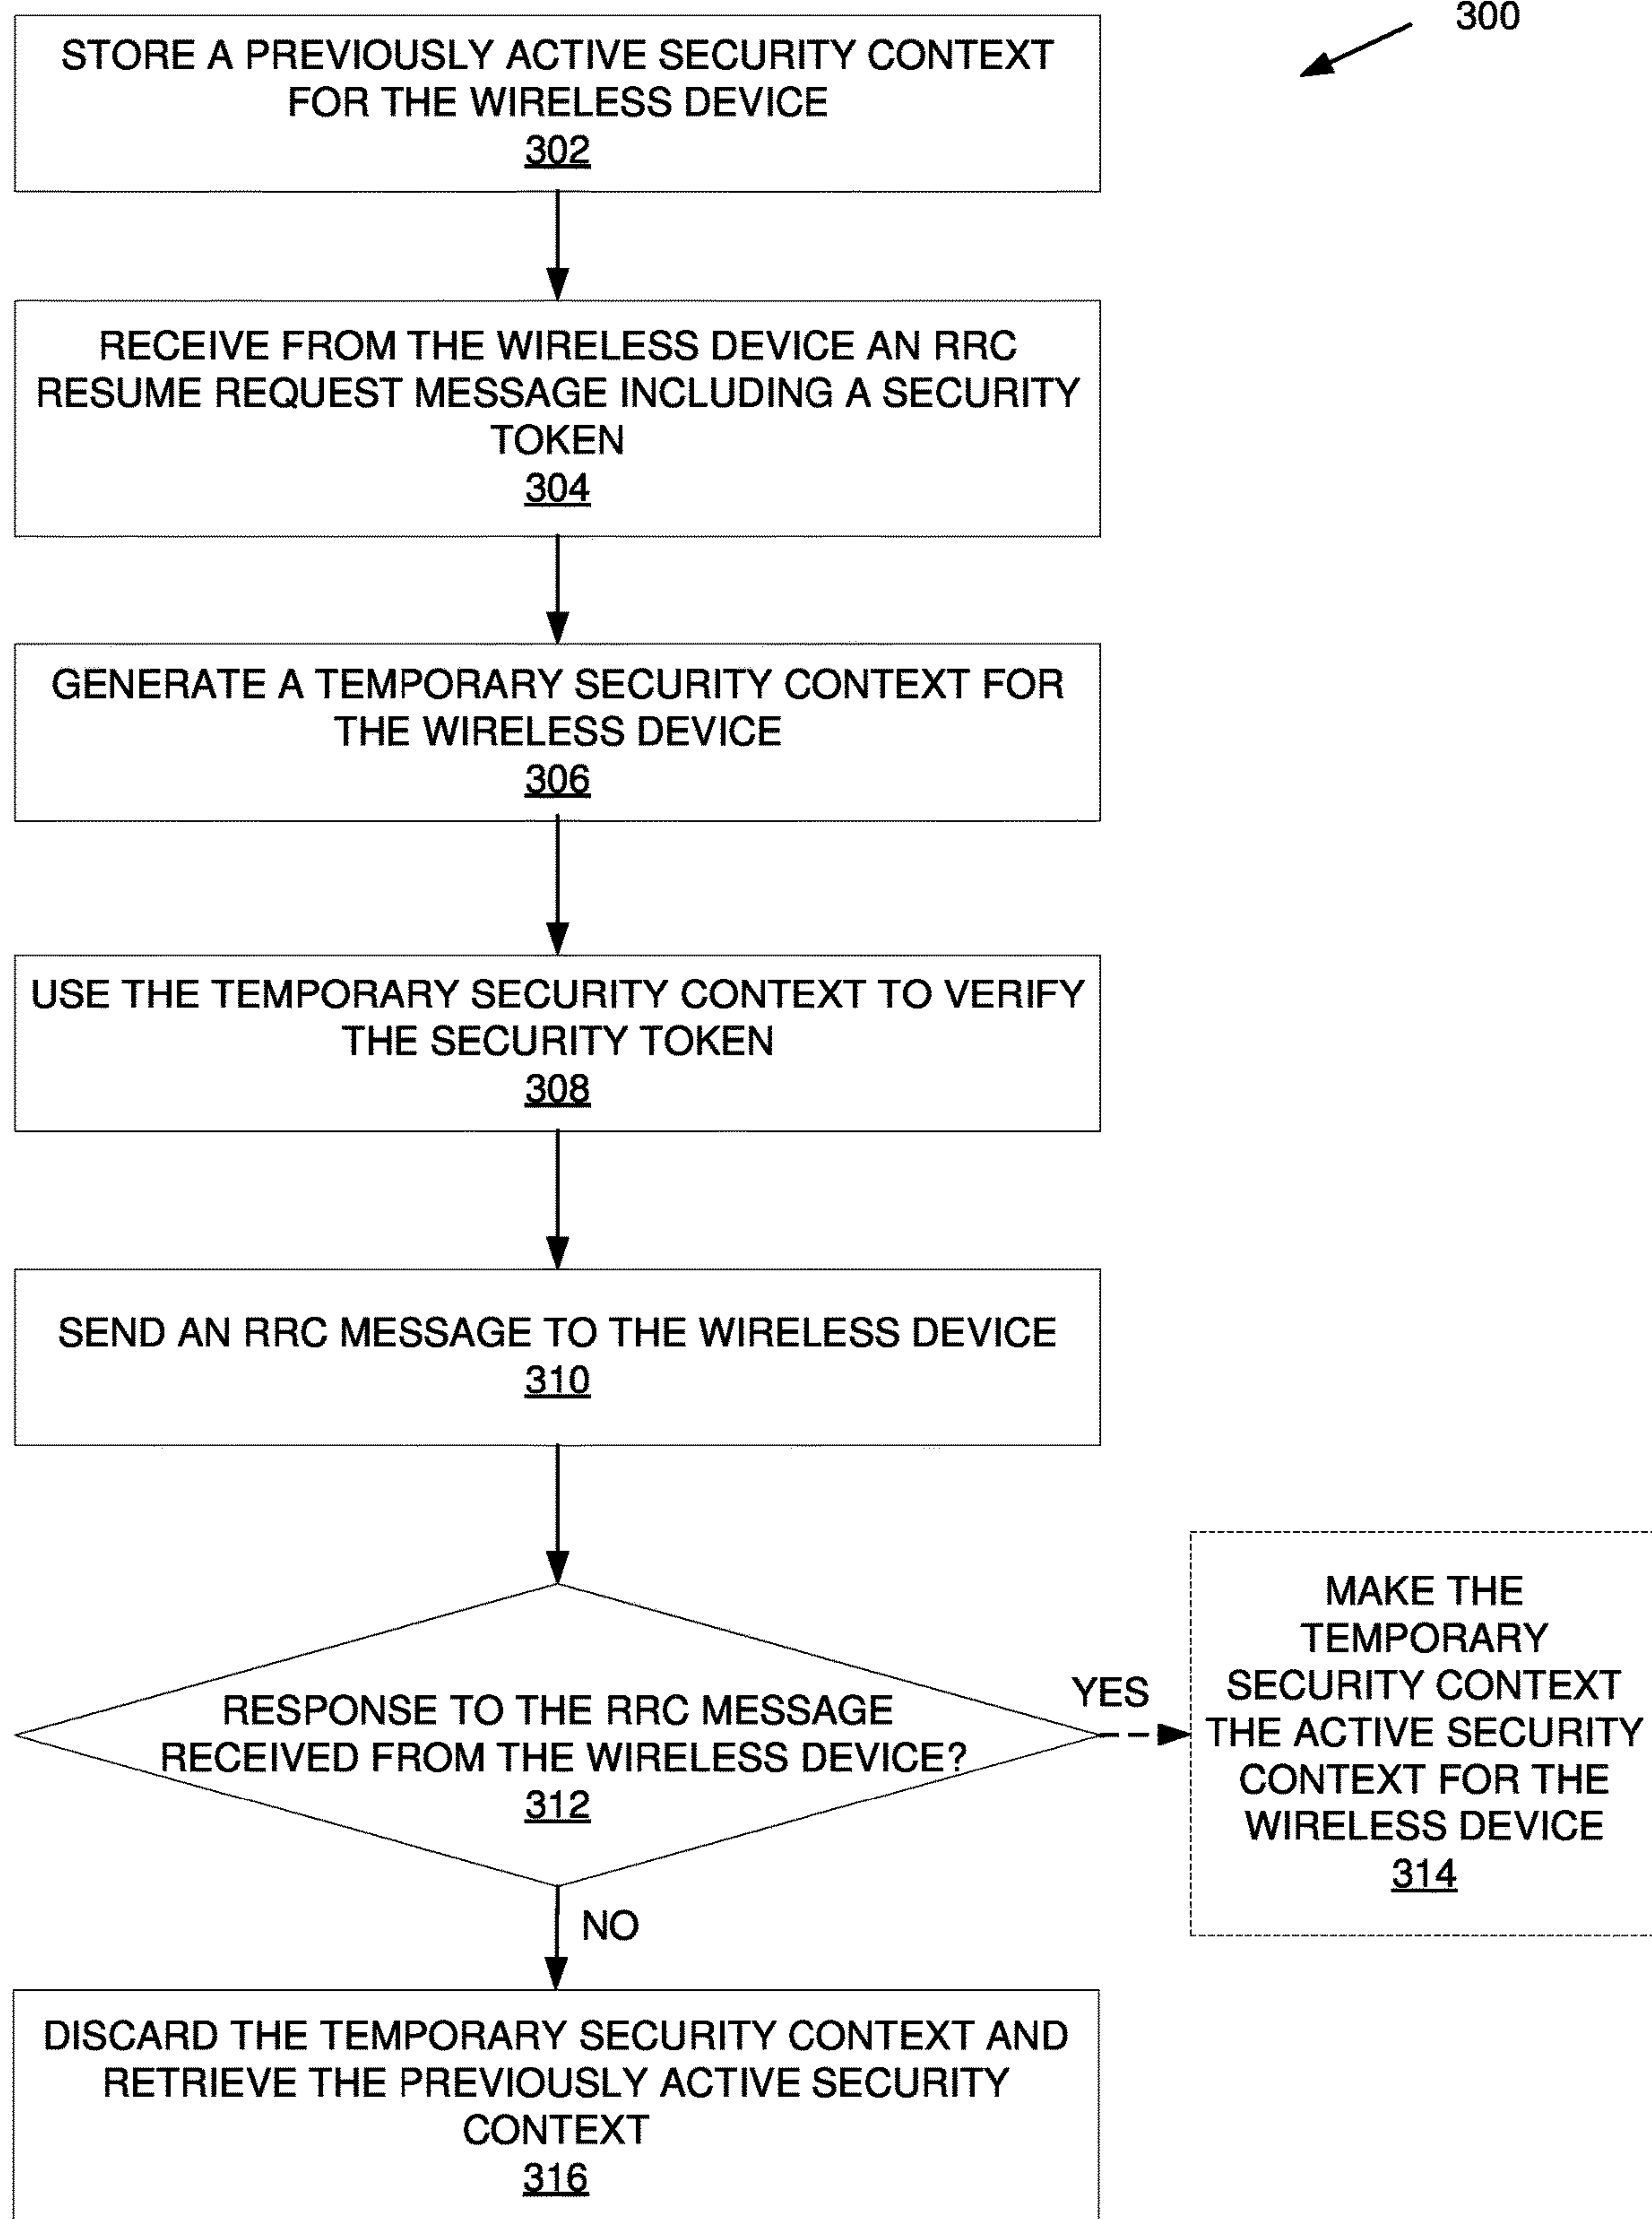 300
STORE A PREVIOUSLY ACTIVE SECURITY CONTEXT
FOR THE WIRELESS DEVICE
302
RECEIVE FROM THE WIRELESS DEVICE AN RRC
RESUME REQUEST MESSAGE INCLUDING A SECURITY
TOKEN
304
GENERATE A TEMPORARY SECURITY CONTEXT FOR
THE WIRELESS DEVICE
306
USE THE TEMPORARY SECURITY CONTEXT TO VERIFY
THE SECURITY TOKEN
308
SEND AN RRC MESSAGE TO THE WIRELESS DEVICE
310
RESPONSE TO THE RRC MESSAGE
RECEIVED FROM THE WIRELESS DEVICE?
312
YES
MAKE THE
TEMPORARY
SECURITY CONTEXT
THE ACTIVE SECURITY
CONTEXT FOR THE
WIRELESS DEVICE
314
NO
DISCARD THE TEMPORARY SECURITY CONTEXT AND
RETRIEVE THE PREVIOUSLY ACTIVE SECURITY
CONTEXT
316